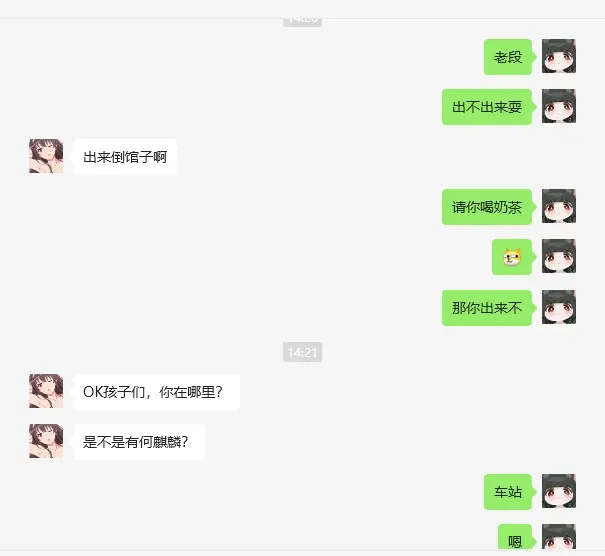 14:20
老段
出不出来耍
出来倒馆子啊
请你喝奶茶
那你出来不
14:21
OK孩子们，你在哪里？
是不是有何麒麟？
车站
嗯